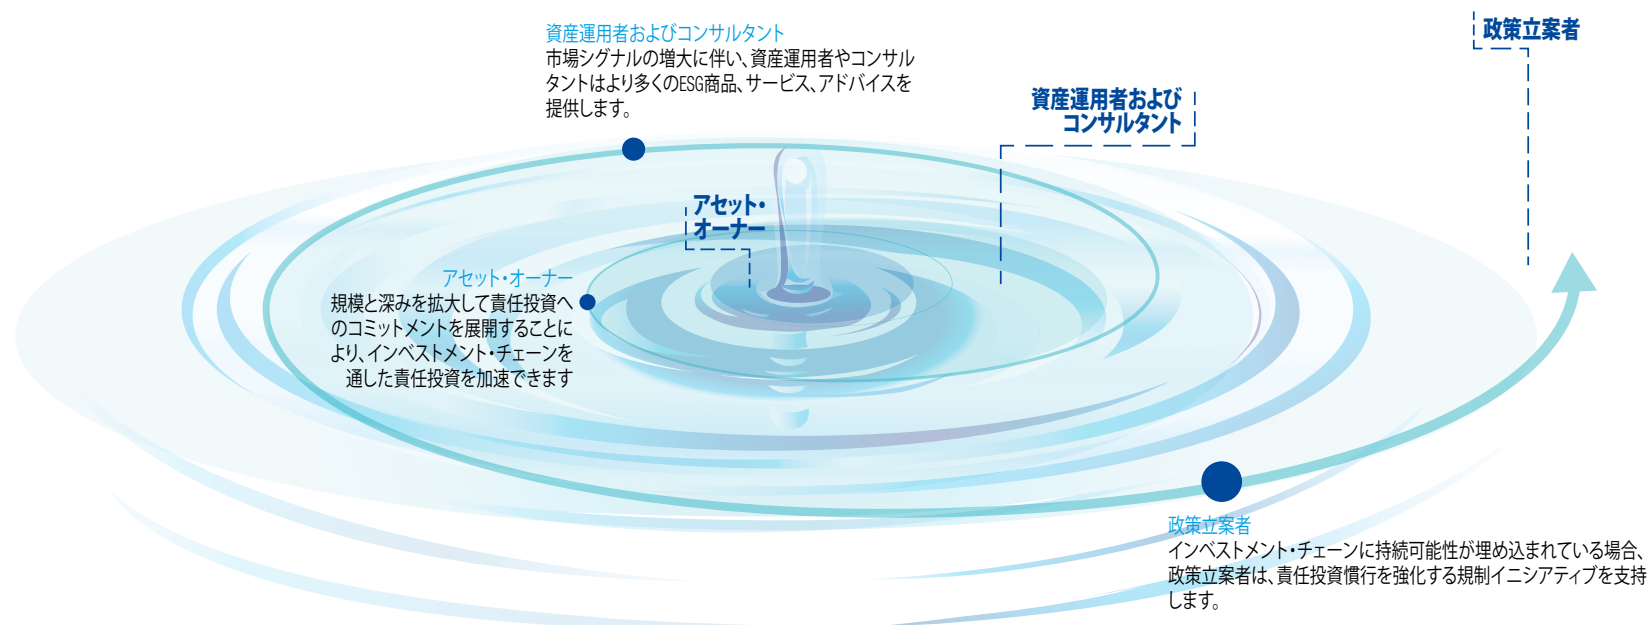 資産運用者およびコンサルタント
市場シグナルの増大に伴い、資産運用者やコンサル
タントはより多くのESG商品、サービス、アドバイスを
提供します。
政策立案者
資産運用者および
コンサルタント
アセット・
オーナー
アセット・オーナー
規模と深みを拡大して責任投資へ
のコミットメントを展開することに
より、インベストメント・チェーンを
通した責任投資を加速できます
政策立案者
インベストメント・チェーンに持続可能性が埋め込まれている場合、
政策立案者は、責任投資慣行を強化する規制イニシアティブを支持
します。